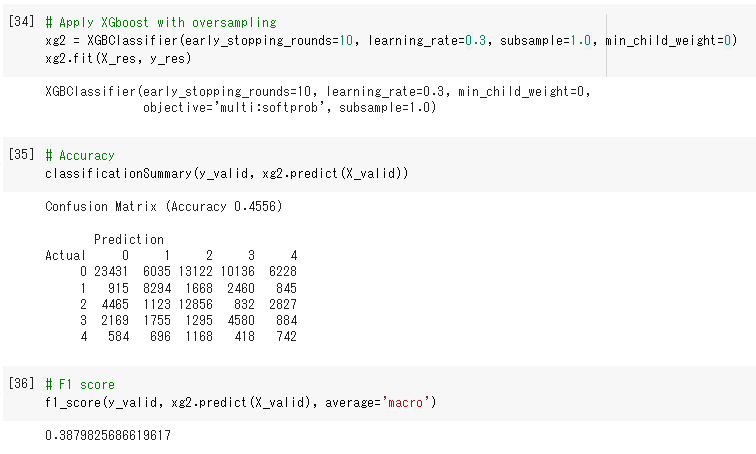 [34] # Apply XGboost with oversampling
xg2 = XGBClassifier(early_stopping_rounds=10, learning_rate=0.3, subsample=1.0, min_child_weight=0)
xg2.fit(X_res, y_res)
XGBClassifier(early_stopping_rounds=10, learning_rate=0.3, min_child_weight=0,
objective='multi:softprob', subsample=1.0)
[35] # Accuracy
classificationSummary(y_valid, xg2.predict(X_valid))
Confusion Matrix (Accuracy 0.4556)
Prediction
Actual 0 1 2 3 4
0 23431 6035 13122 10136 6228
1 915 8294 1668 2460 845
2 4465 1123 12856 832 2827
3 2169 1755 1295 4580 884
4 584 696 1168 418 742
[36] # F1 score
f1_score(y_valid, xg2.predict(X_valid), average='macro')
0.3879825686619617